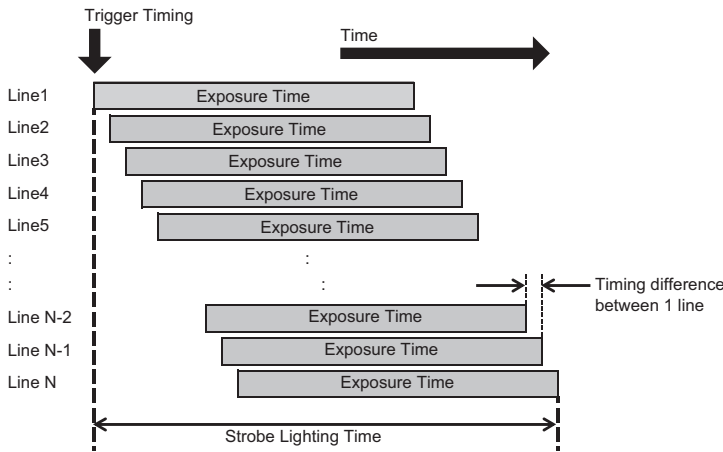 Trigger Timing
Time
Line1 Exposure Time
Line2 Exposure Time
Line3 Exposure Time
Line4 Exposure Time
Line5 Exposure Time
: :
: :
Timing difference
between 1 line
Line N-2 Exposure Time
Line N-1 Exposure Time
Line N Exposure Time
Strobe Lighting Time